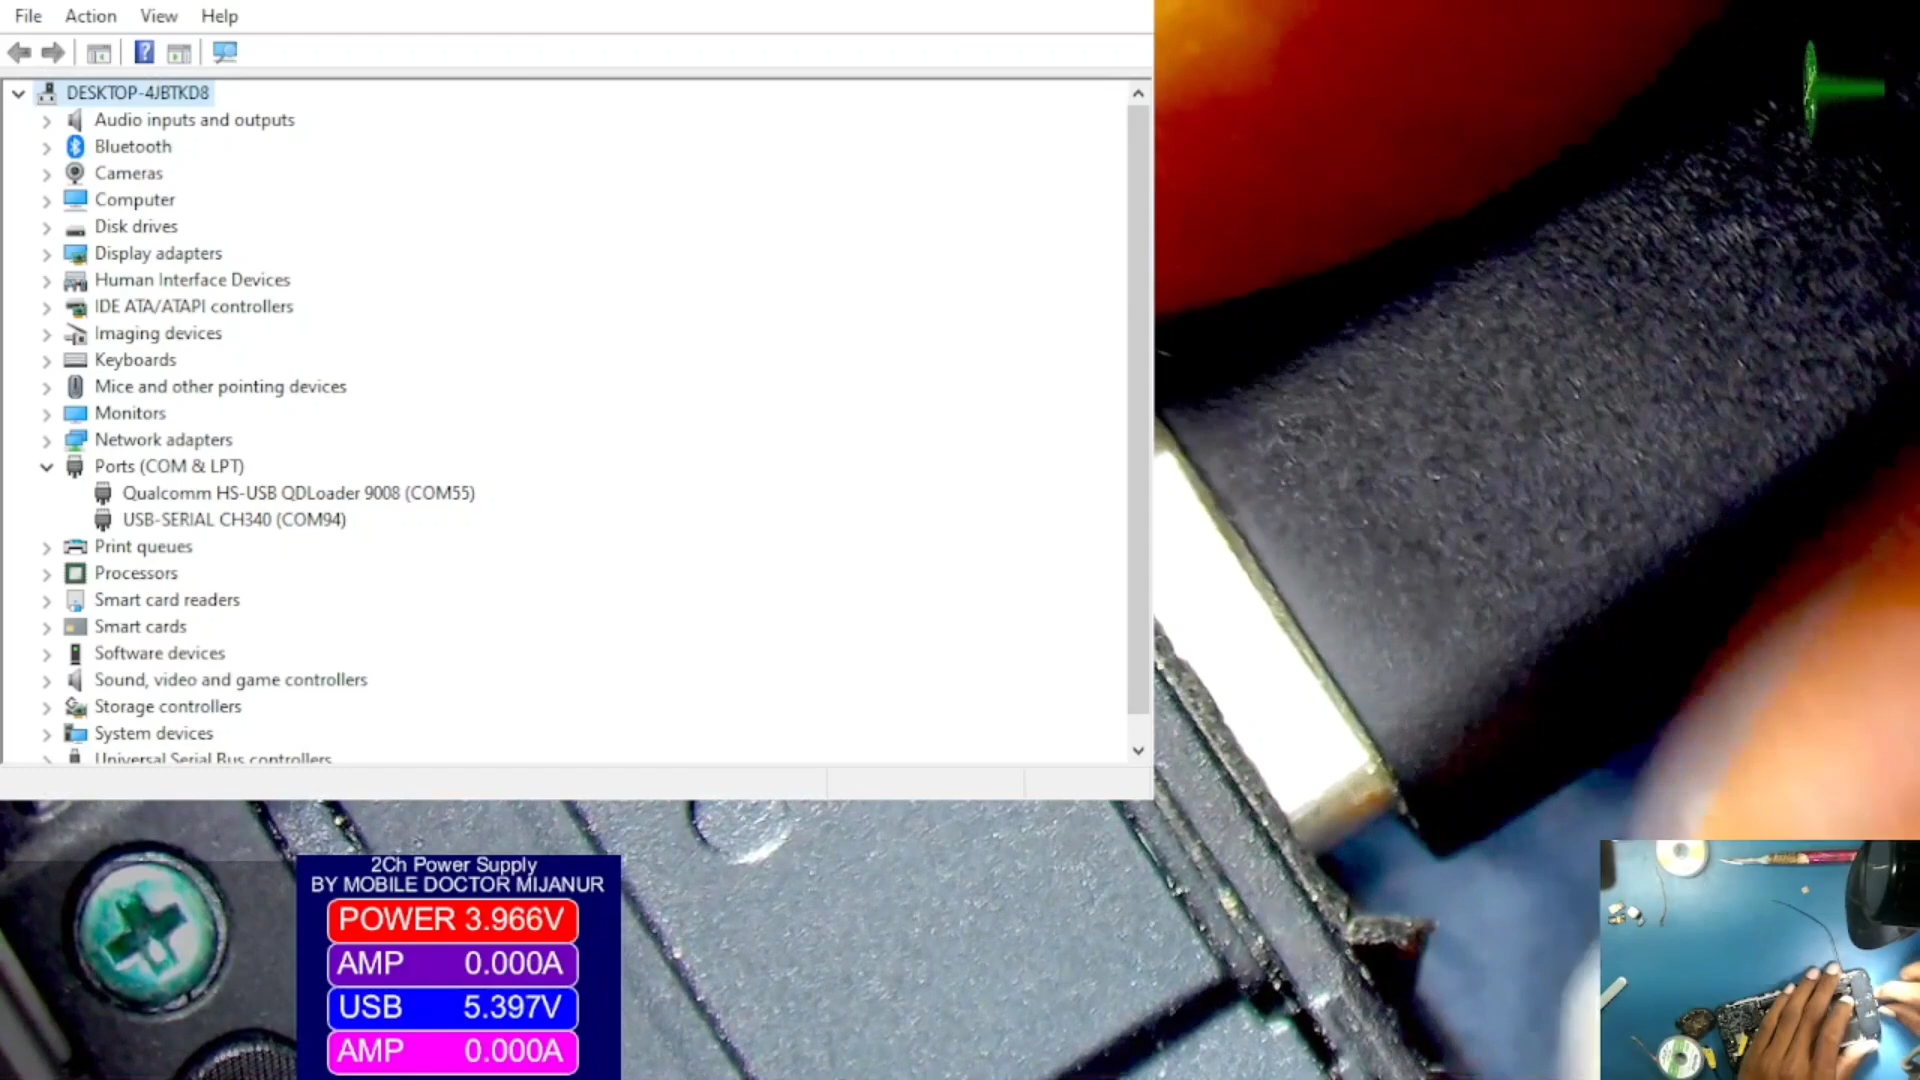 File Action View Help
DESKTOP-4JBTKD8
Audio inputs and outputs
Bluetooth
Cameras
Computer
Disk drives
Display adapters
Human Interface Devices
IDE ATA/ATAPI controllers
Imaging devices
Keyboards
Mice and other pointing devices
Monitors
Network adapters
Ports (COM & LPT)
Qualcomm HS-USB QDLoader 9008 (COM55)
USB-SERIAL CH340 (COM94)
Print queues
Processors
Smart card readers
Smart cards
Software devices
Sound, video and game controllers
Storage controllers
System devices
Universal Serial Bus controllers
2Ch Power Supply
BY MOBILE DOCTOR MIJANUR
POWER 3.966V
AMP 0.000A
USB 5.397V
AMP 0.000A